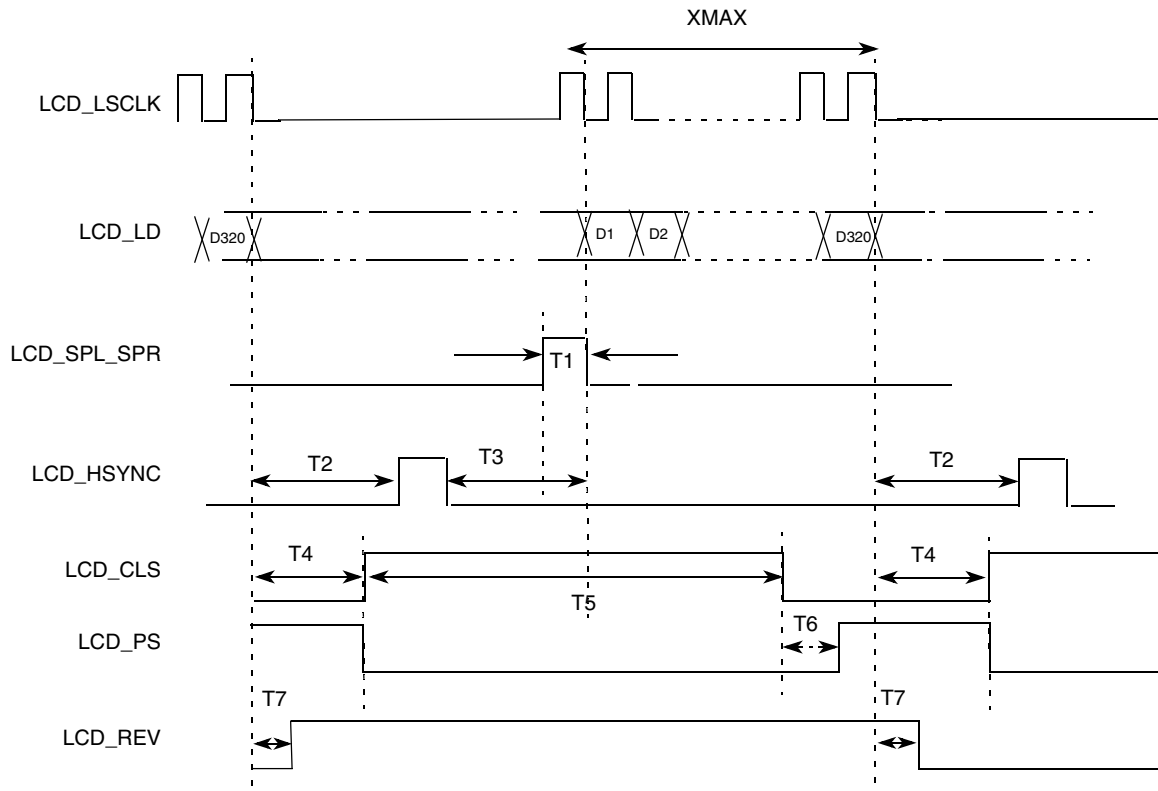 XMAX
LCD_LSCLK
LCD_LD
D320
D1
D2
D320
LCD_SPL_SPR
T1
LCD_HSYNC
T2
T3
T2
LCD_CLS
T4
T5
T4
LCD_PS
T6
LCD_REV
T7
T7